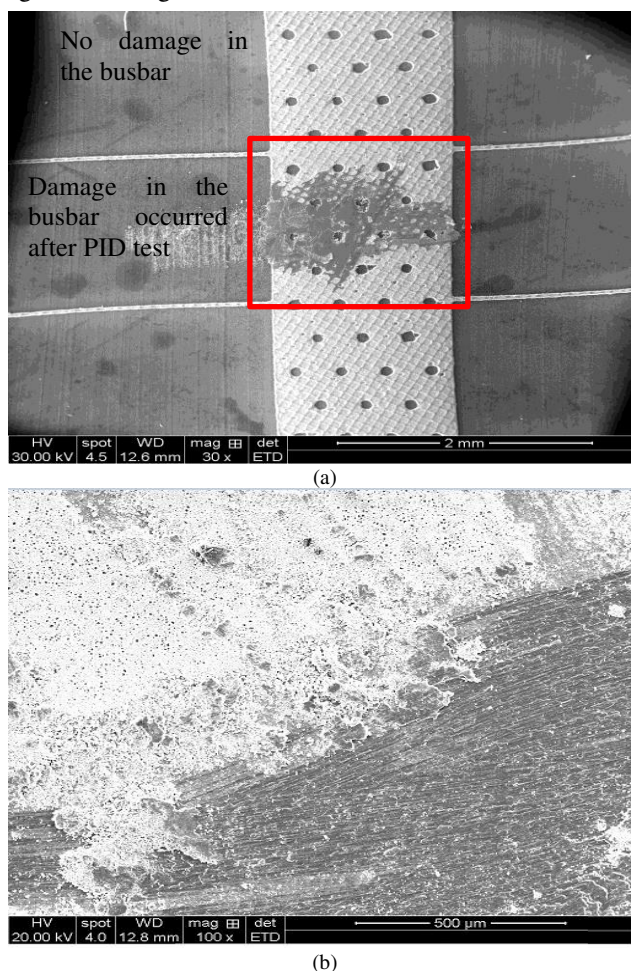 No damage in
the busbar
Damage in the
busbar occurred
after PID test
HV spot WD mag ⊞ det
30.00 kV 4.5 12.6 mm 30 x ETD
2 mm
(a)
HV spot WD mag ⊞ det
20.00 kV 4.0 12.8 mm 100 x ETD
500 µm
(b)